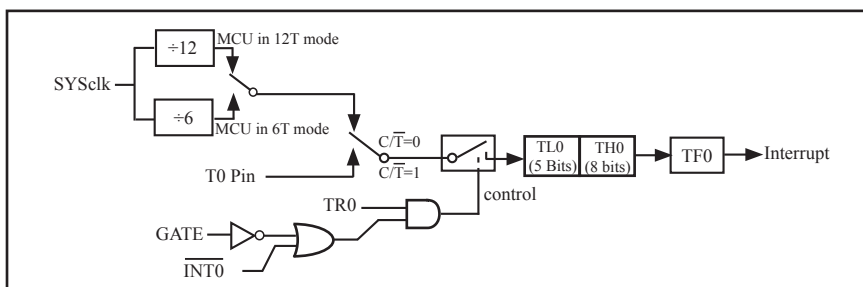 ÷12
MCU in 12T mode
SYSclk
÷6
MCU in 6T mode
C/T̅=0
C/T̅=1
T0 Pin
TL0
(5 Bits)
TH0
(8 bits)
TF0
Interrupt
control
TR0
GATE
I̅N̅T̅0̅